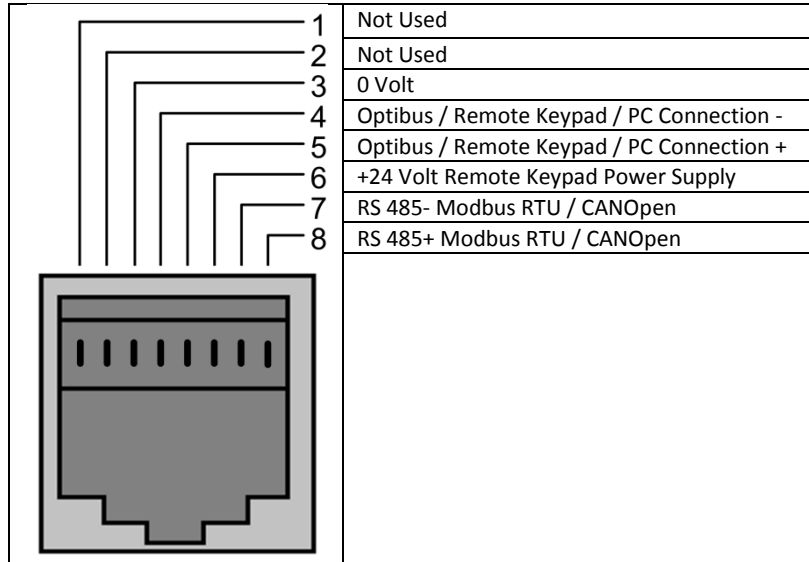 1 Not Used
2 Not Used
3 0 Volt
4 Optibus / Remote Keypad / PC Connection -
5 Optibus / Remote Keypad / PC Connection +
6 +24 Volt Remote Keypad Power Supply
7 RS 485- Modbus RTU / CANOpen
8 RS 485+ Modbus RTU / CANOpen